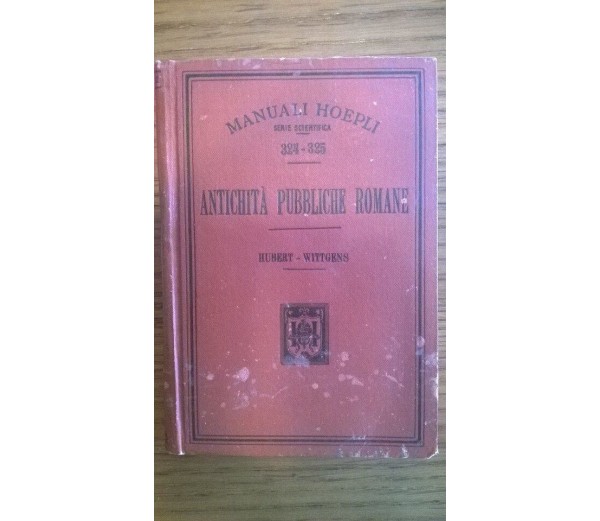 MANUALI HOEPLI
SERIE SCIENTIFICA
324-325
ANTICHITÀ PUBBLICHE ROMANE
HUBERT - WITTGENS